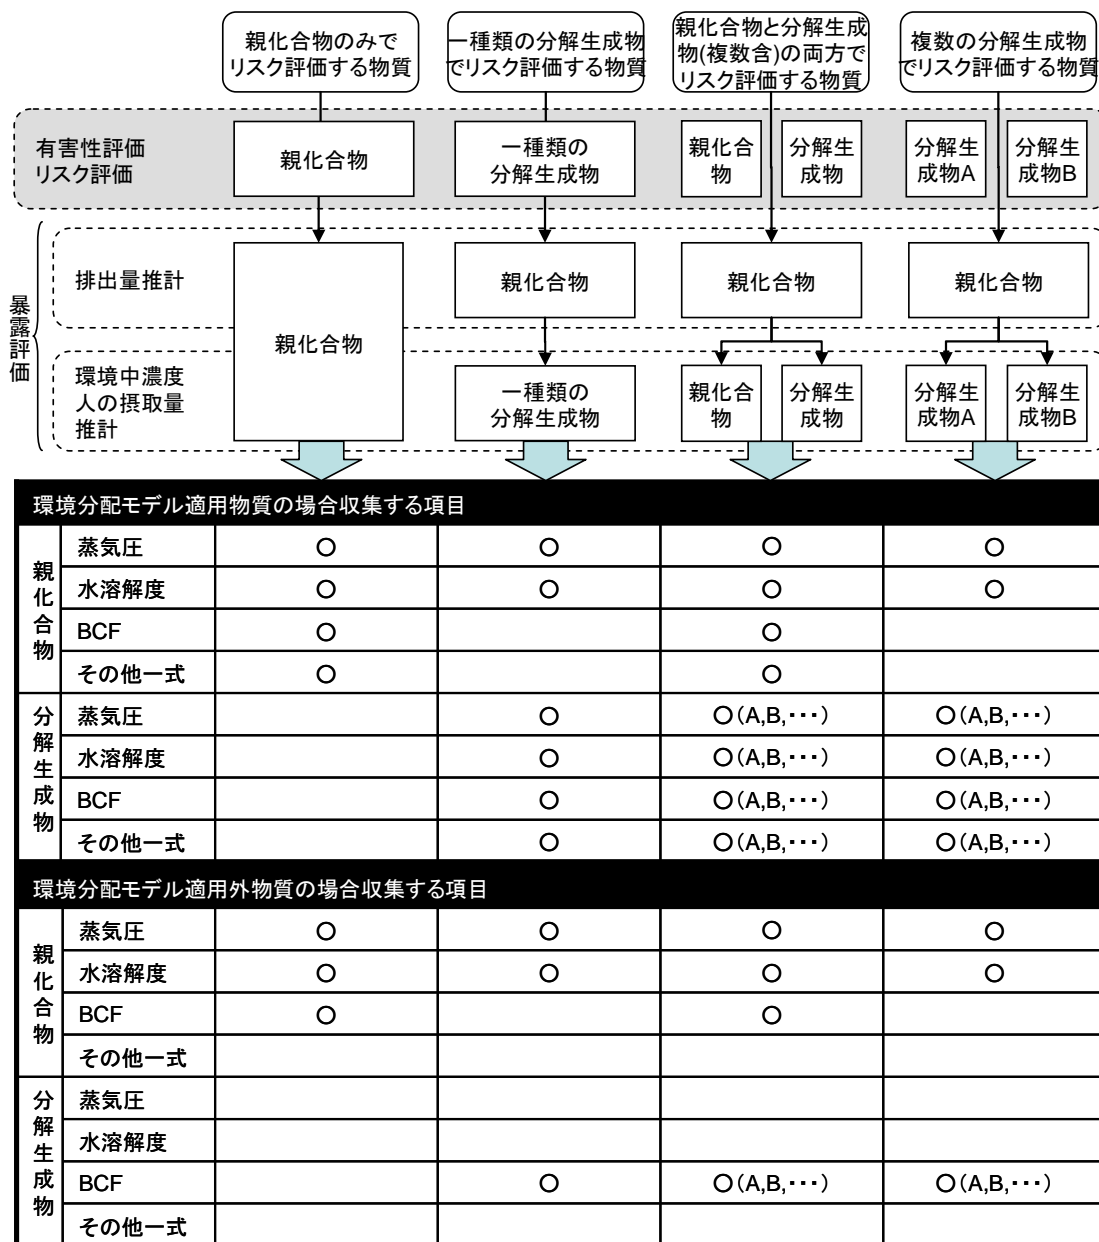 親化合物のみで
リスク評価する物質
一種類の分解生成物
でリスク評価する物質
親化合物と分解生成
物(複数含)の両方で
リスク評価する物質
複数の分解生成物
でリスク評価する物質
有害性評価
リスク評価
親化合物
一種類の
分解生成物
親化合
物
分解生
成物
分解生
成物A
分解生
成物B
暴露評価
排出量推計
親化合物
親化合物
親化合物
親化合物
環境中濃度
人の摂取量
推計
一種類の
分解生成物
親化合
物
分解生
成物
分解生
成物A
分解生
成物B
環境分配モデル適用物質の場合収集する項目
親化合物
蒸気圧 ○ ○ ○ ○
水溶解度 ○ ○ ○ ○
BCF ○ ○
その他一式 ○ ○
分解生成物
蒸気圧 ○ ○(A,B,･･･) ○(A,B,･･･)
水溶解度 ○ ○(A,B,･･･) ○(A,B,･･･)
BCF ○ ○(A,B,･･･) ○(A,B,･･･)
その他一式 ○ ○(A,B,･･･) ○(A,B,･･･)
環境分配モデル適用外物質の場合収集する項目
親化合物
蒸気圧 ○ ○ ○ ○
水溶解度 ○ ○ ○ ○
BCF ○ ○
その他一式
分解生成物
蒸気圧
水溶解度
BCF ○ ○(A,B,･･･) ○(A,B,･･･)
その他一式